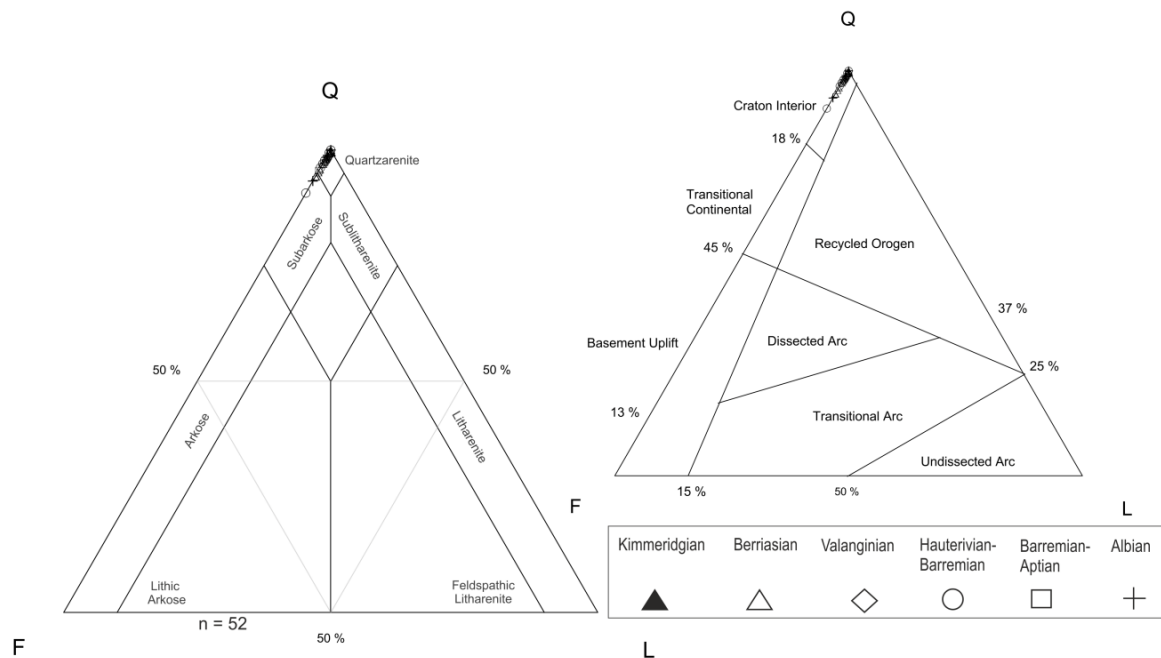 Q
Quartzarenite
Subarkose
Sublitharenite
50 %
50 %
Arkose
Litharenite
Lithic
Arkose
Feldspathic
Litharenite
n = 52
50 %
F
L
Q
Craton Interior
18 %
Transitional
Continental
45 %
Recycled Orogen
37 %
Basement Uplift
Dissected Arc
25 %
13 %
Transitional Arc
Undissected Arc
15 %
50 %
F
L
Kimmeridgian
Berriasian
Valanginian
Hauterivian-
Barremian
Barremian-
Aptian
Albian